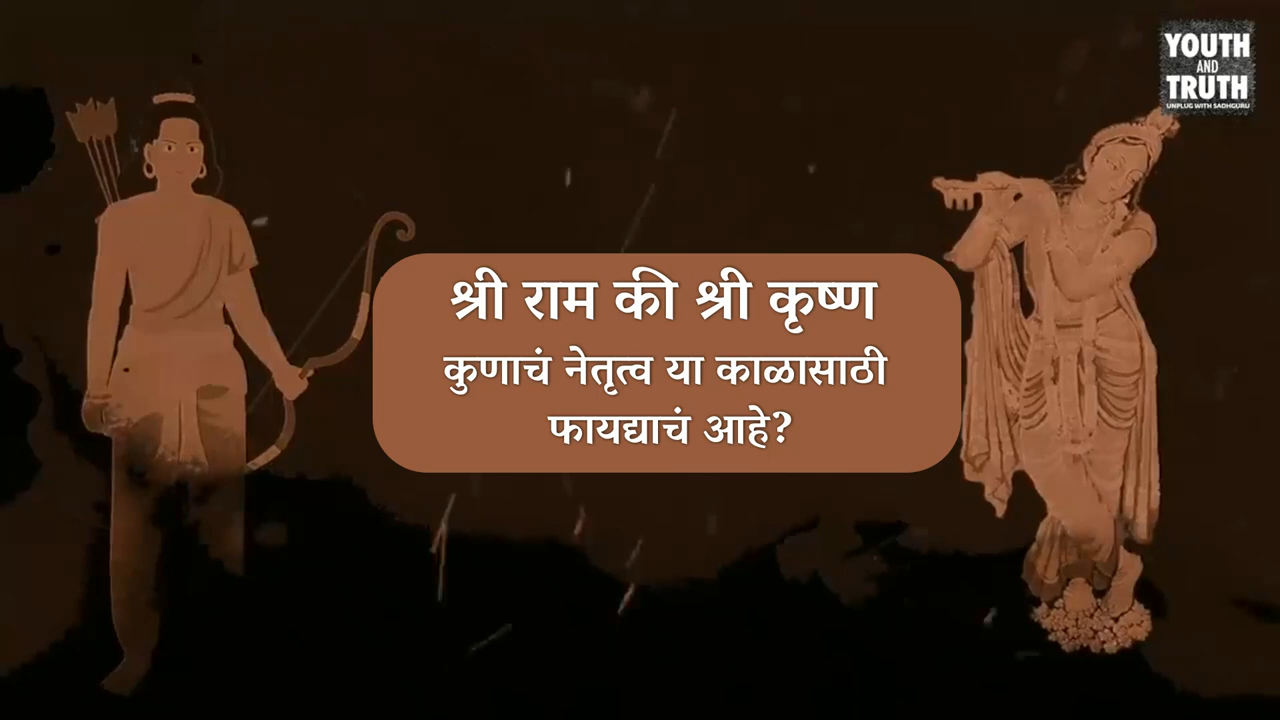 YOUTH
AND
TRUTH
UNPLUG WITH SADHGURU
श्री राम की श्री कृष्ण
कुणाचं नेतृत्व या काळासाठी
फायद्याचं आहे?